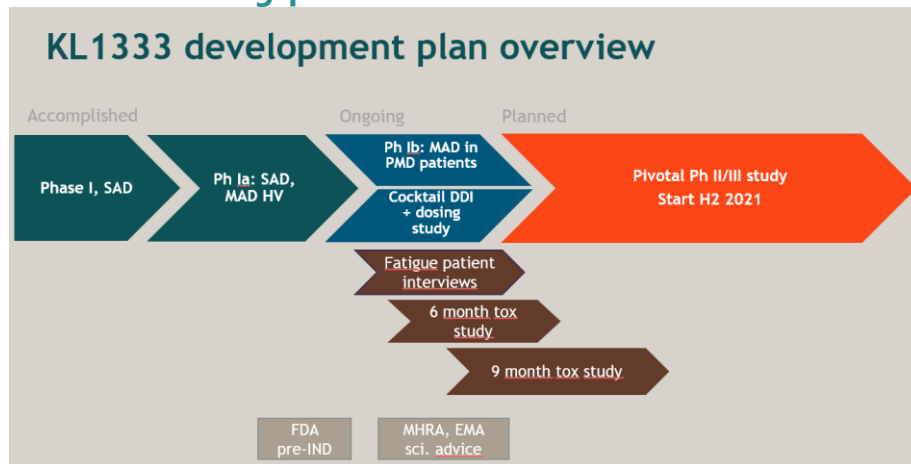 KL1333 development plan overview
Accomplished
Ongoing
Planned
Phase I, SAD
Ph Ia: SAD,
MAD HV
Ph Ib: MAD in
PMD patients
Cocktail DDI
+ dosing
study
Pivotal Ph II/III study
Start H2 2021
Fatigue patient
interviews
6 month tox
study
9 month tox study
FDA
pre-IND
MHRA, EMA
sci. advice